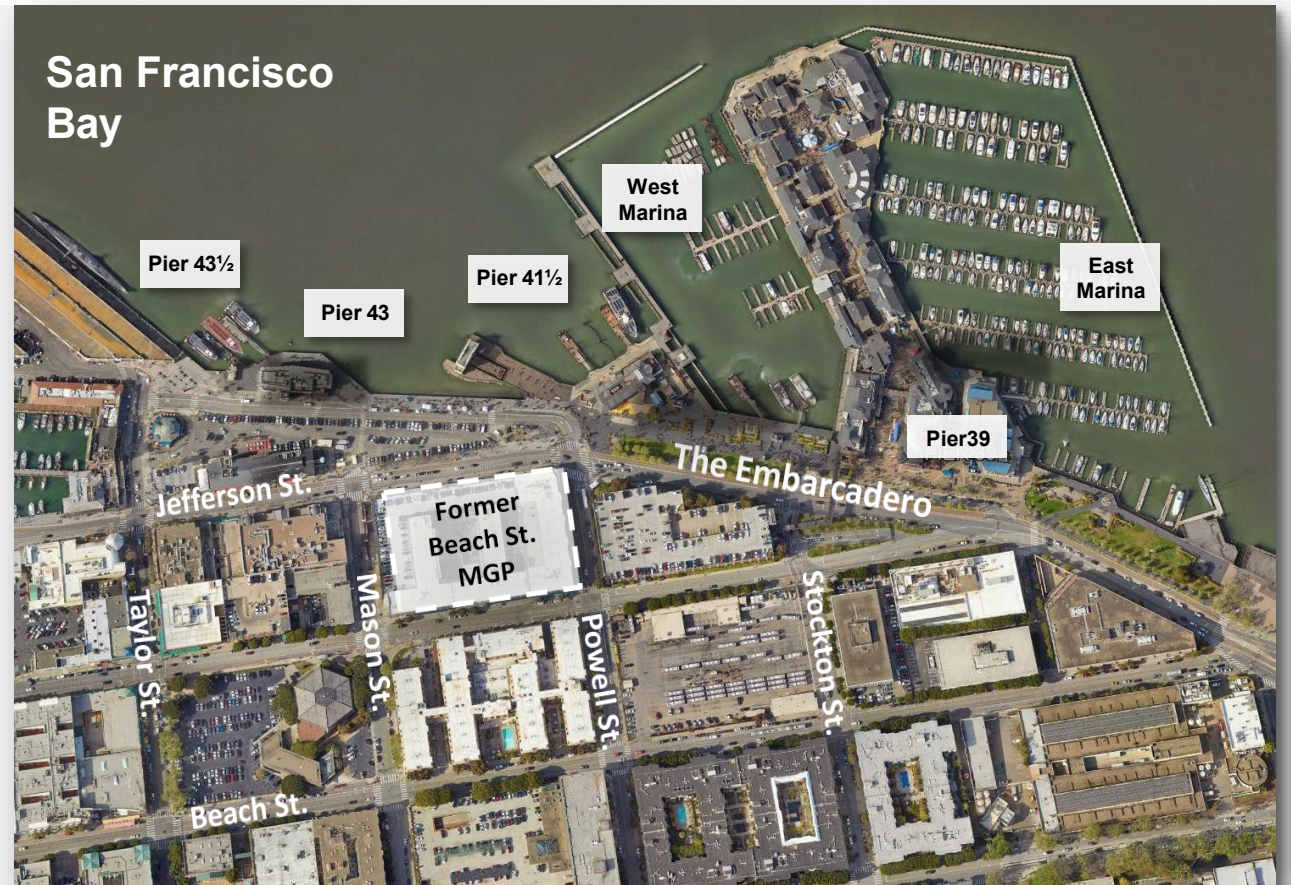 San Francisco
Bay
West
Marina
Pier 43½
Pier 41½
East
Marina
Pier 43
Pier39
The Embarcadero
Jefferson St.
Former
Beach St.
MGP
Taylor St.
Mason St.
Powell St.
Stockton St.
Beach St.